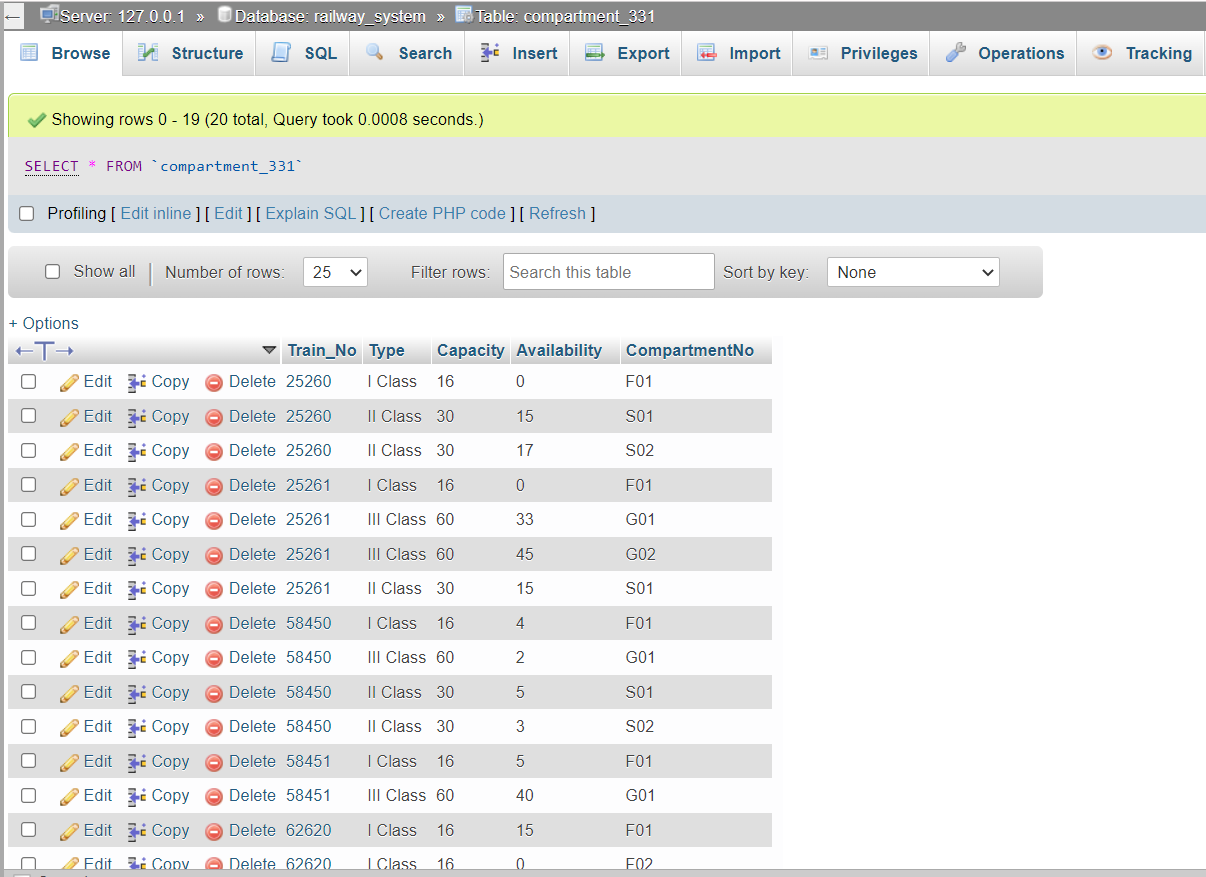 Server: 127.0.0.1 » Database: railway_system » Table: compartment_331
Browse Structure SQL Search Insert Export Import Privileges Operations Tracking
Showing rows 0 - 19 (20 total, Query took 0.0008 seconds.)
SELECT * FROM `compartment_331`
Profiling [ Edit inline ] [ Edit ] [ Explain SQL ] [ Create PHP code ] [ Refresh ]
Show all | Number of rows: 25 Filter rows: Search this table Sort by key: None
+ Options
←T→ Train_No Type Capacity Availability CompartmentNo
Edit Copy Delete 25260 I Class 16 0 F01
Edit Copy Delete 25260 II Class 30 15 S01
Edit Copy Delete 25260 II Class 30 17 S02
Edit Copy Delete 25261 I Class 16 0 F01
Edit Copy Delete 25261 III Class 60 33 G01
Edit Copy Delete 25261 III Class 60 45 G02
Edit Copy Delete 25261 II Class 30 15 S01
Edit Copy Delete 58450 I Class 16 4 F01
Edit Copy Delete 58450 III Class 60 2 G01
Edit Copy Delete 58450 II Class 30 5 S01
Edit Copy Delete 58450 II Class 30 3 S02
Edit Copy Delete 58451 I Class 16 5 F01
Edit Copy Delete 58451 III Class 60 40 G01
Edit Copy Delete 62620 I Class 16 15 F01
Edit Copy Delete 62620 I Class 16 0 F02